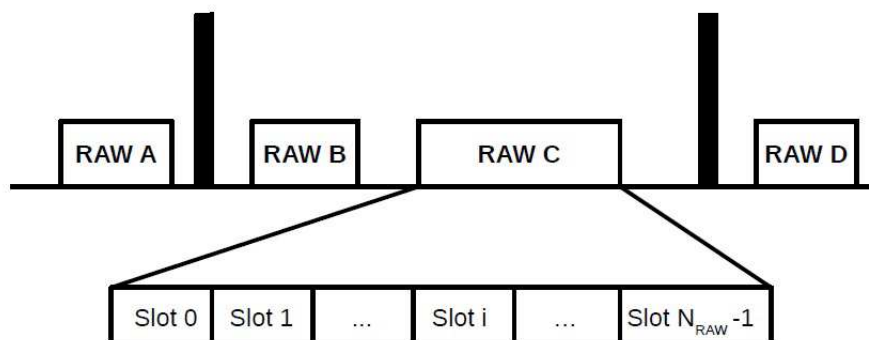 RAW A RAW B RAW C RAW D
Slot 0 Slot 1 ... Slot i ... Slot N_RAW -1